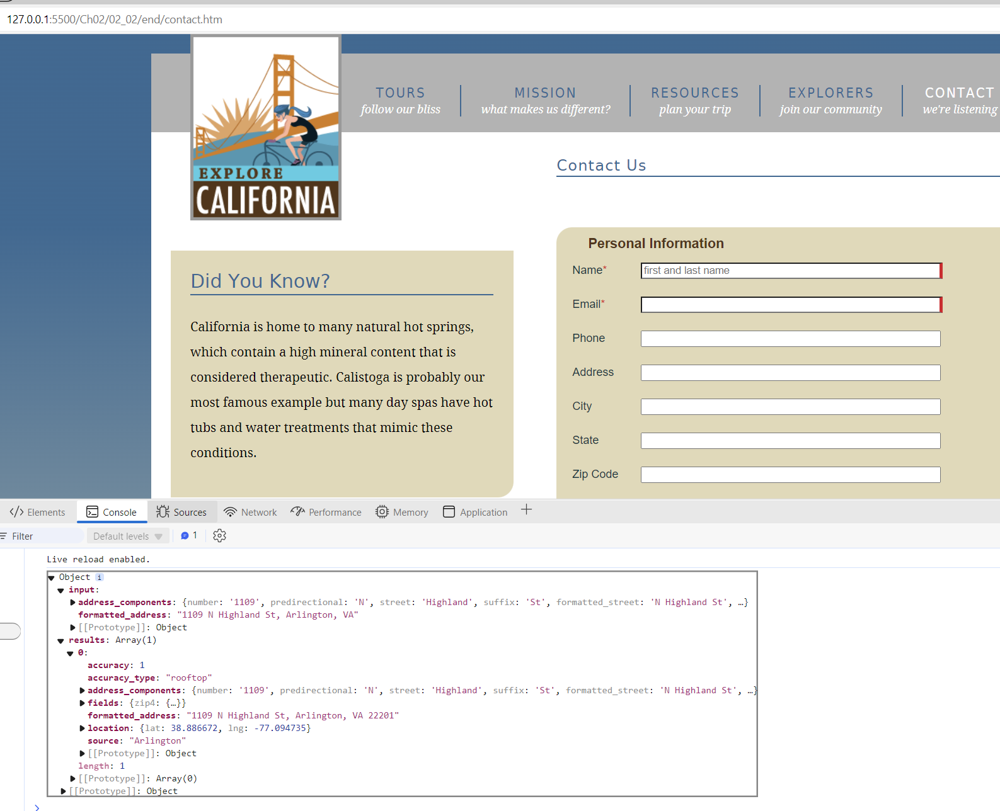 127.0.0.1:5500/Ch02/02_02/end/contact.htm
TOURS
follow our bliss
MISSION
what makes us different?
RESOURCES
plan your trip
EXPLORERS
join our community
CONTACT
we're listening
EXPLORE
CALIFORNIA
Contact Us
Did You Know?
California is home to many natural hot springs,
which contain a high mineral content that is
considered therapeutic. Calistoga is probably our
most famous example but many day spas have hot
tubs and water treatments that mimic these
conditions.
Personal Information
Name*
first and last name
Email*
Phone
Address
City
State
Zip Code
Elements Console Sources Network Performance Memory Application
Filter Default levels 1
Live reload enabled.
Object i
input:
address_components: {number: '1109', predirectional: 'N', street: 'Highland', suffix: 'St', formatted_street: 'N Highland St', …}
formatted_address: "1109 N Highland St, Arlington, VA"
[[Prototype]]: Object
results: Array(1)
0:
accuracy: 1
accuracy_type: "rooftop"
address_components: {number: '1109', predirectional: 'N', street: 'Highland', suffix: 'St', formatted_street: 'N Highland St', …}
fields: {zip4: {…}}
formatted_address: "1109 N Highland St, Arlington, VA 22201"
location: {lat: 38.886672, lng: -77.094735}
source: "Arlington"
[[Prototype]]: Object
length: 1
[[Prototype]]: Array(0)
[[Prototype]]: Object